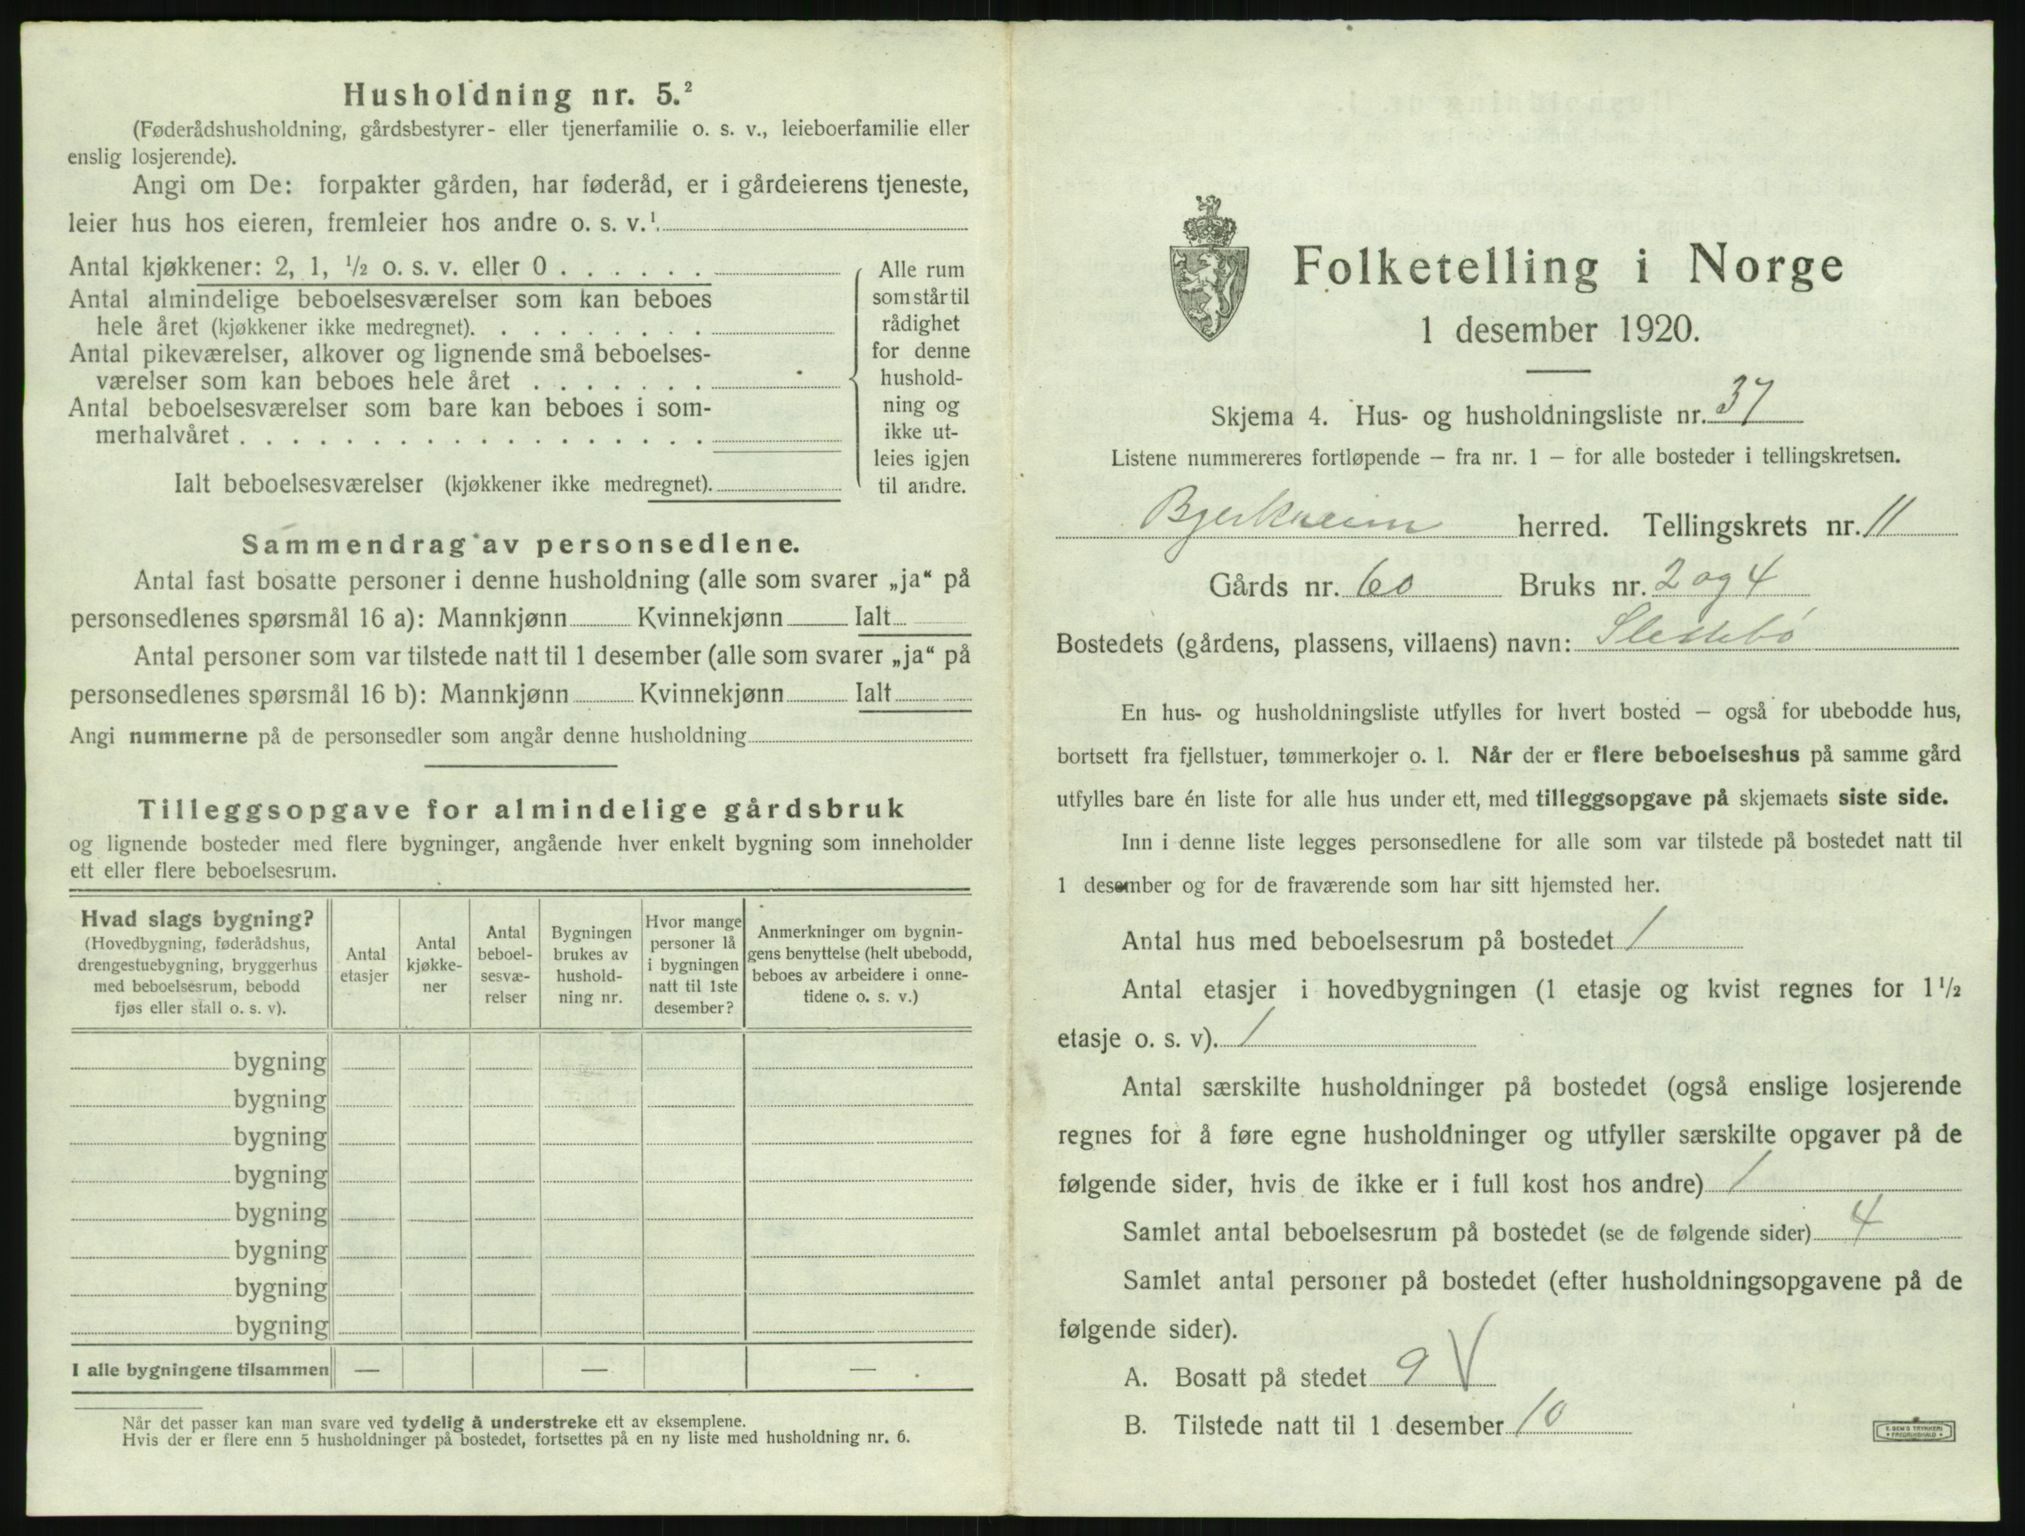 Husholdning nr. 5.²
(Føderådshusholdning, gårdsbestyrer- eller tjenerfamilie o. s. v., leieboerfamilie eller
enslig losjerende).
Angi om De: forpakter gården, har føderåd, er i gårdeierens tjeneste,
leier hus hos eieren, fremleier hos andre o. s. v.¹.
Antal kjøkkener: 2, 1, ½ o. s. v. eller 0 . . . . . .
Antal almindelige beboelsesværelser som kan beboes
hele året (kjøkkener ikke medregnet). . . . . . . . .
Antal pikeværelser, alkover og lignende små beboelses-
værelser som kan beboes hele året . . . . . . .
Antal beboelsesværelser som bare kan beboes i som-
merhalvåret . . . . . . . . . . . . . . . . . .
Ialt beboelsesværelser (kjøkkener ikke medregnet).
Alle rum
som står til
rådighet
for denne
hushold-
ning og
ikke ut-
leies igjen
til andre.
Sammendrag av personsedlene.
Antal fast bosatte personer i denne husholdning (alle som svarer „ja“ på
personsedlenes spørsmål 16 a): Mannkjønn Kvinnekjønn Ialt
Antal personer som var tilstede natt til 1 desember (alle som svarer „ja“ på
personsedlenes spørsmål 16 b): Mannkjønn Kvinnekjønn Ialt
Angi nummerne på de personsedler som angår denne husholdning
Tilleggsopgave for almindelige gårdsbruk
og lignende bosteder med flere bygninger, angående hver enkelt bygning som inneholder
ett eller flere beboelsesrum.
Hvad slags bygning?
(Hovedbygning, føderådshus,
drengestuebygning, bryggerhus
med beboelsesrum, bebodd
fjøs eller stall o. s. v).
Antal
etasjer
Antal
kjøkke-
ner
Antal
beboel-
sesvæ-
relser
Bygningen
brukes av
hushold-
ning nr.
Hvor mange
personer lå
i bygningen
natt til 1ste
desember?
Anmerkninger om bygnin-
gens benyttelse (helt ubebodd,
beboes av arbeidere i onne-
tidene o. s. v.)
bygning
bygning
bygning
bygning
bygning
bygning
bygning
bygning
I alle bygningene tilsammen — — —
Når det passer kan man svare ved tydelig å understreke ett av eksemplene.
Hvis der er flere enn 5 husholdninger på bostedet, fortsettes på en ny liste med husholdning nr. 6.
Folketelling i Norge
1 desember 1920.
Skjema 4. Hus- og husholdningsliste nr. 37
Listene nummereres fortløpende – fra nr. 1 – for alle bosteder i tellingskretsen.
Bjerkreim herred. Tellingskrets nr. 11
Gårds nr. 60 Bruks nr. 2 og 4
Bostedets (gårdens, plassens, villaens) navn: Slettebø
En hus- og husholdningsliste utfylles for hvert bosted – også for ubebodde hus,
bortsett fra fjellstuer, tømmerkojer o. l. Når der er flere beboelseshus på samme gård
utfylles bare én liste for alle hus under ett, med tilleggsopgave på skjemaets siste side.
Inn i denne liste legges personsedlene for alle som var tilstede på bostedet natt til
1 desember og for de fraværende som har sitt hjemsted her.
Antal hus med beboelsesrum på bostedet 1
Antal etasjer i hovedbygningen (1 etasje og kvist regnes for 1½
etasje o. s. v). 1
Antal særskilte husholdninger på bostedet (også enslige losjerende
regnes for å føre egne husholdninger og utfyller særskilte opgaver på de
følgende sider, hvis de ikke er i full kost hos andre) 1
Samlet antal beboelsesrum på bostedet (se de følgende sider) 4
Samlet antal personer på bostedet (efter husholdningsopgavene på de
følgende sider).
A. Bosatt på stedet 9 V
B. Tilstede natt til 1 desember 10